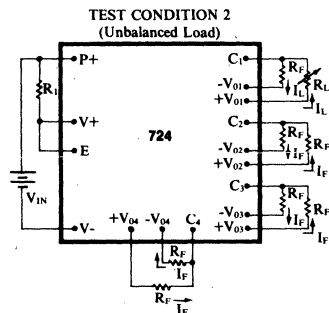 TEST CONDITION 2
(Unbalanced Load)
P+ C1 RF
R1 IL RL
-V01
+V01 IL
V+ 724 C2 RF
E -V02 IF RF
+V02 IF
VIN C3 RF
-V03 IF RF
V- +V04 -V04 C4 +V03 IF
RF
IF
RF IF